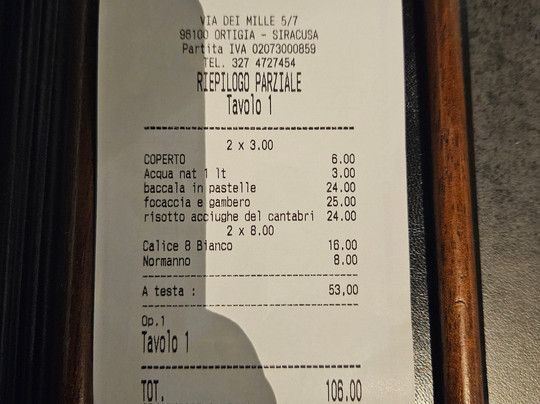 VIA DEI MILLE 5/7
96100 ORTIGIA - SIRACUSA
Partita IVA 02073000859
TEL. 327 4727454
RIEPILOGO PARZIALE
Tavolo 1
2 x 3.00
COPERTO 6.00
Acqua nat 1 lt 3.00
baccala in pastelle 24.00
focaccia e gambero 25.00
risotto acciughe del cantabri 24.00
2 x 8.00
Calice 8 Bianco 16.00
Normanno 8.00
A testa : 53,00
Op.1
Tavolo 1
TOT. 106.00